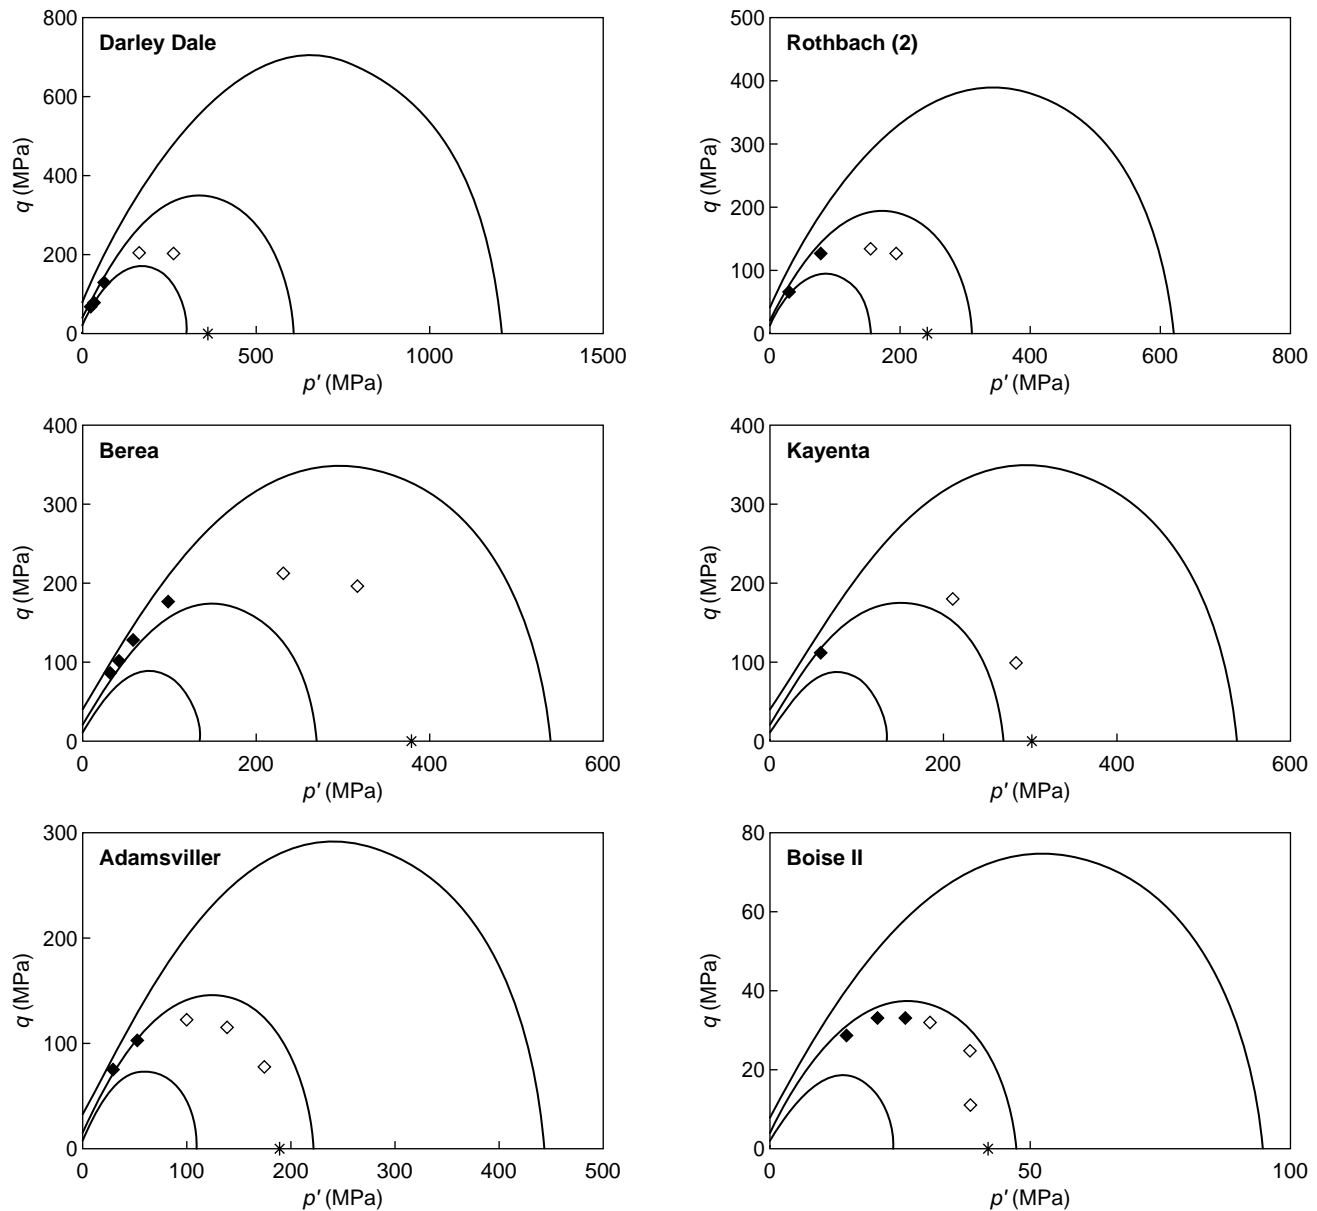 Darley Dale
q (MPa)
800
600
400
200
0
0 500 1000 1500
p' (MPa)
Rothbach (2)
q (MPa)
500
400
300
200
100
0
0 200 400 600 800
p' (MPa)
Berea
q (MPa)
400
300
200
100
0
0 200 400 600
p' (MPa)
Kayenta
q (MPa)
400
300
200
100
0
0 200 400 600
p' (MPa)
Adamsviller
q (MPa)
300
200
100
0
0 100 200 300 400 500
p' (MPa)
Boise II
q (MPa)
80
60
40
20
0
0 50 100
p' (MPa)